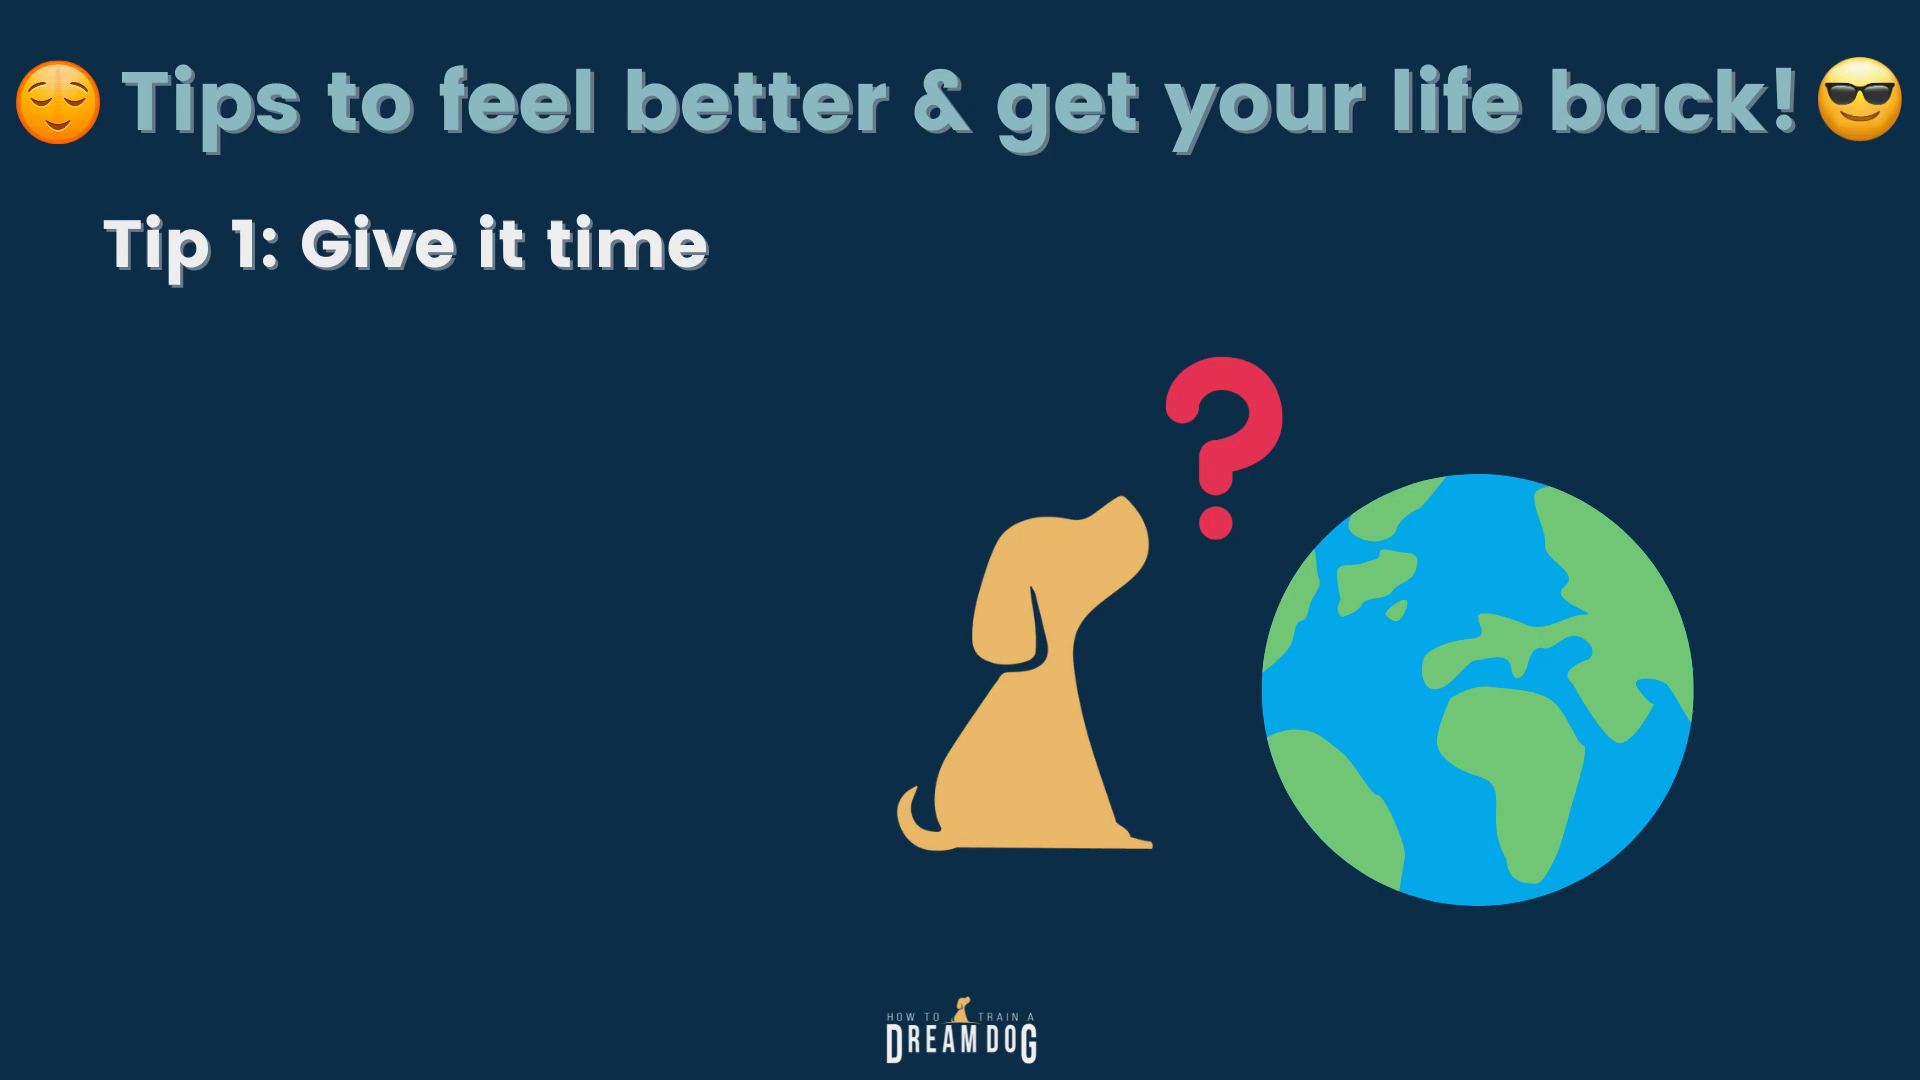 😌 Tips to feel better & get your life back! 😎
Tip 1: Give it time
?
HOW TO TRAIN A
DREAM DOG